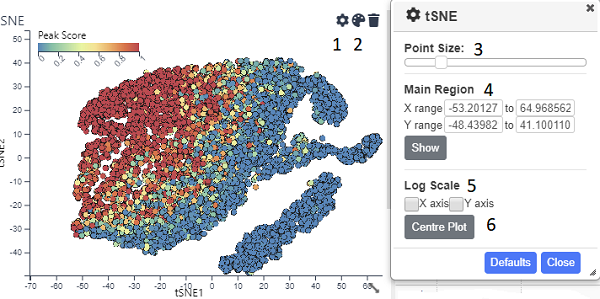 SNE
Peak Score
0 0.2 0.4 0.6 0.8 1
1 2
50
40
30
20
10
0
-10
-20
-30
-40
tSNE2
-70 -60 -50 -40 -30 -20 -10 0 10 20 30 40 50 60
tSNE1
tSNE
Point Size: 3
Main Region 4
X range -53.20127 to 64.968562
Y range -48.43982 to 41.100110
Show
Log Scale 5
X axis Y axis
Centre Plot 6
Defaults Close